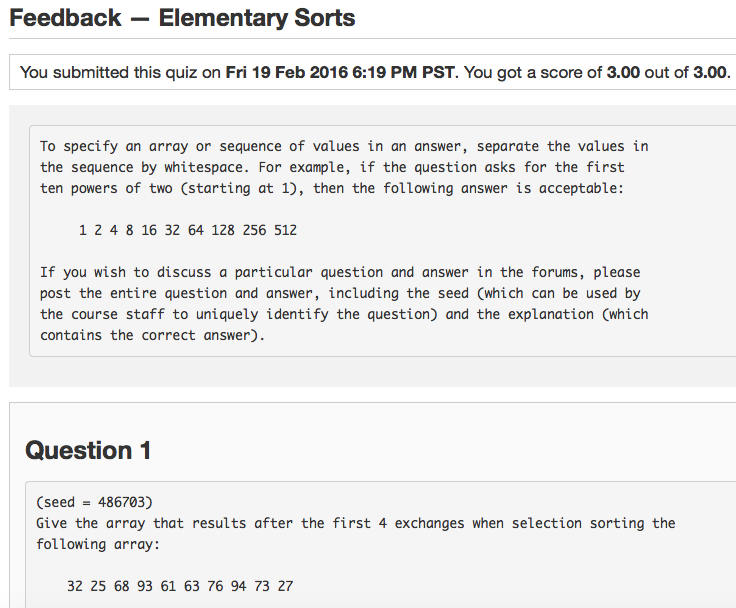 Feedback — Elementary Sorts
You submitted this quiz on Fri 19 Feb 2016 6:19 PM PST. You got a score of 3.00 out of 3.00.
To specify an array or sequence of values in an answer, separate the values in
the sequence by whitespace. For example, if the question asks for the first
ten powers of two (starting at 1), then the following answer is acceptable:
1 2 4 8 16 32 64 128 256 512
If you wish to discuss a particular question and answer in the forums, please
post the entire question and answer, including the seed (which can be used by
the course staff to uniquely identify the question) and the explanation (which
contains the correct answer).
Question 1
(seed = 486703)
Give the array that results after the first 4 exchanges when selection sorting the
following array:
32 25 68 93 61 63 76 94 73 27